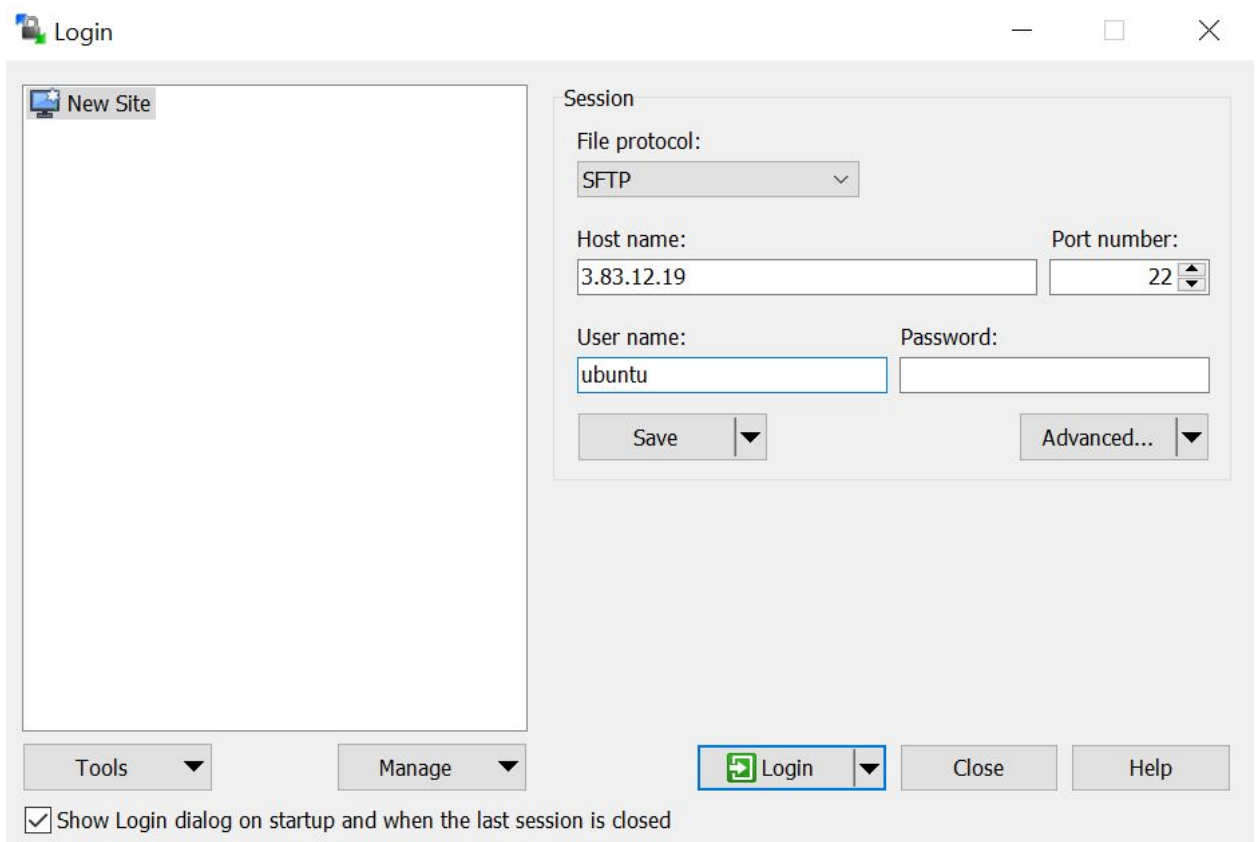 Login
New Site
Session
File protocol:
SFTP
Host name: Port number:
3.83.12.19 22
User name: Password:
ubuntu
Save Advanced...
Tools Manage Login Close Help
Show Login dialog on startup and when the last session is closed